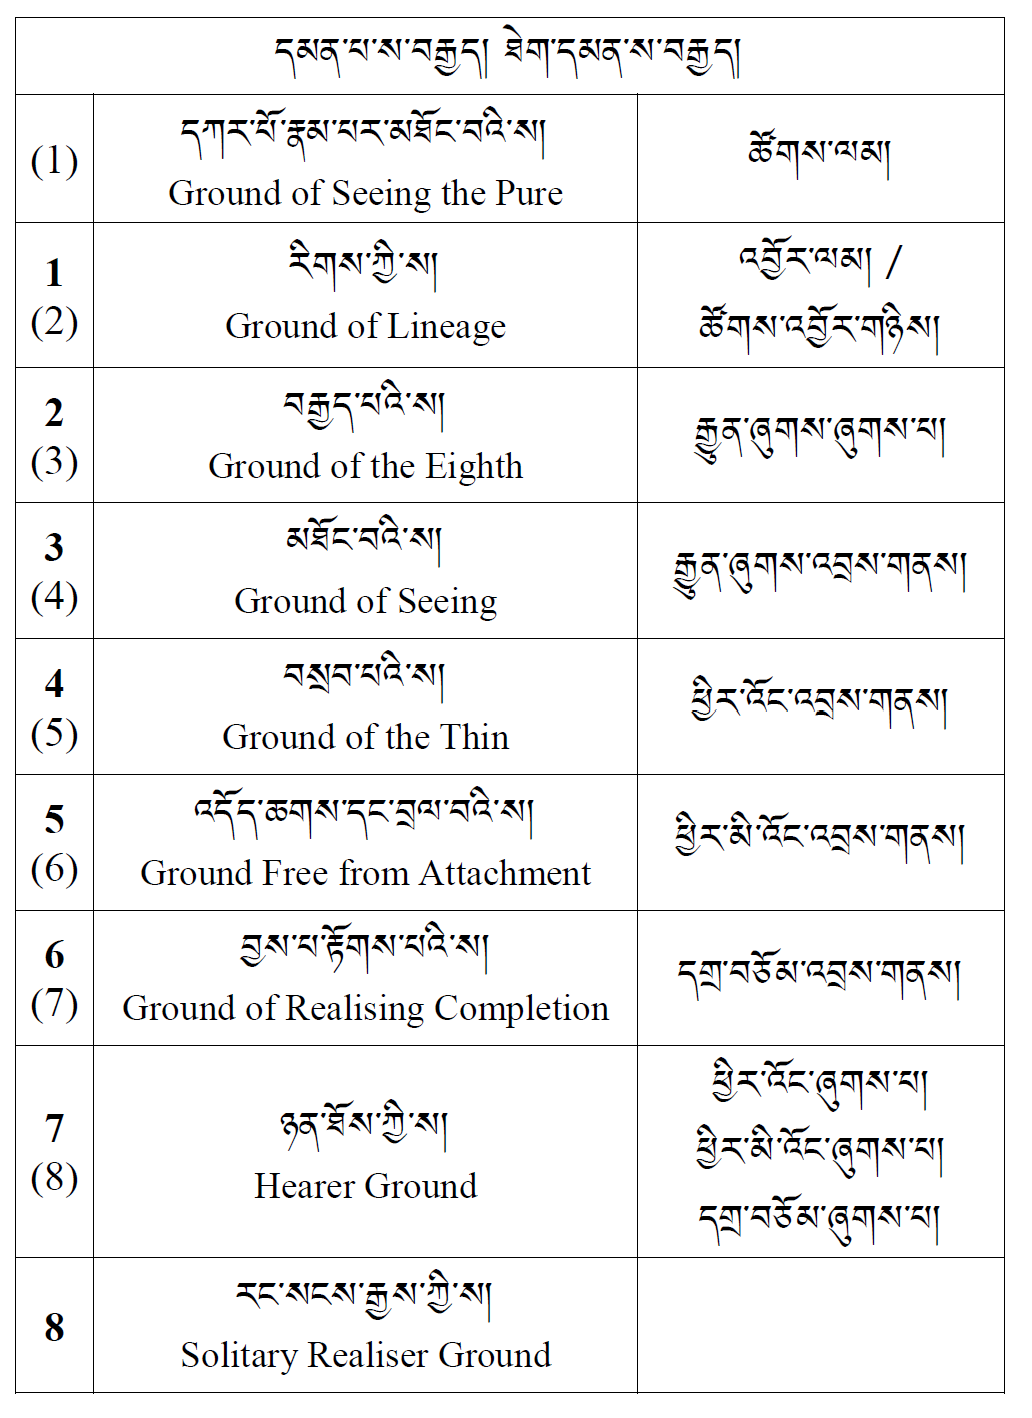 དམན་པ་ས་བརྒྱད། ཐེག་དམན་ས་བརྒྱད།
(1)
དཀར་པོ་རྣམ་པར་མཐོང་བའི་ས།
Ground of Seeing the Pure
ཚོགས་ལམ།
1
(2)
རིགས་ཀྱི་ས།
Ground of Lineage
འབྱོར་ལམ། /
ཚོགས་འབྱོར་གཉིས།
2
(3)
བརྒྱད་པའི་ས།
Ground of the Eighth
རྒྱུན་ཞུགས་ཞུགས་པ།
3
(4)
མཐོང་བའི་ས།
Ground of Seeing
རྒྱུན་ཞུགས་འབྲས་གནས།
4
(5)
བསྲབ་པའི་ས།
Ground of the Thin
ཕྱིར་འོང་འབྲས་གནས།
5
(6)
འདོད་ཆགས་དང་བྲལ་བའི་ས།
Ground Free from Attachment
ཕྱིར་མི་འོང་འབྲས་གནས།
6
(7)
བྱས་པ་རྟོགས་པའི་ས།
Ground of Realising Completion
དགྲ་བཅོམ་འབྲས་གནས།
7
(8)
ཉན་ཐོས་ཀྱི་ས།
Hearer Ground
ཕྱིར་འོང་ཞུགས་པ།
ཕྱིར་མི་འོང་ཞུགས་པ།
དགྲ་བཅོམ་ཞུགས་པ།
8
རང་སངས་རྒྱས་ཀྱི་ས།
Solitary Realiser Ground